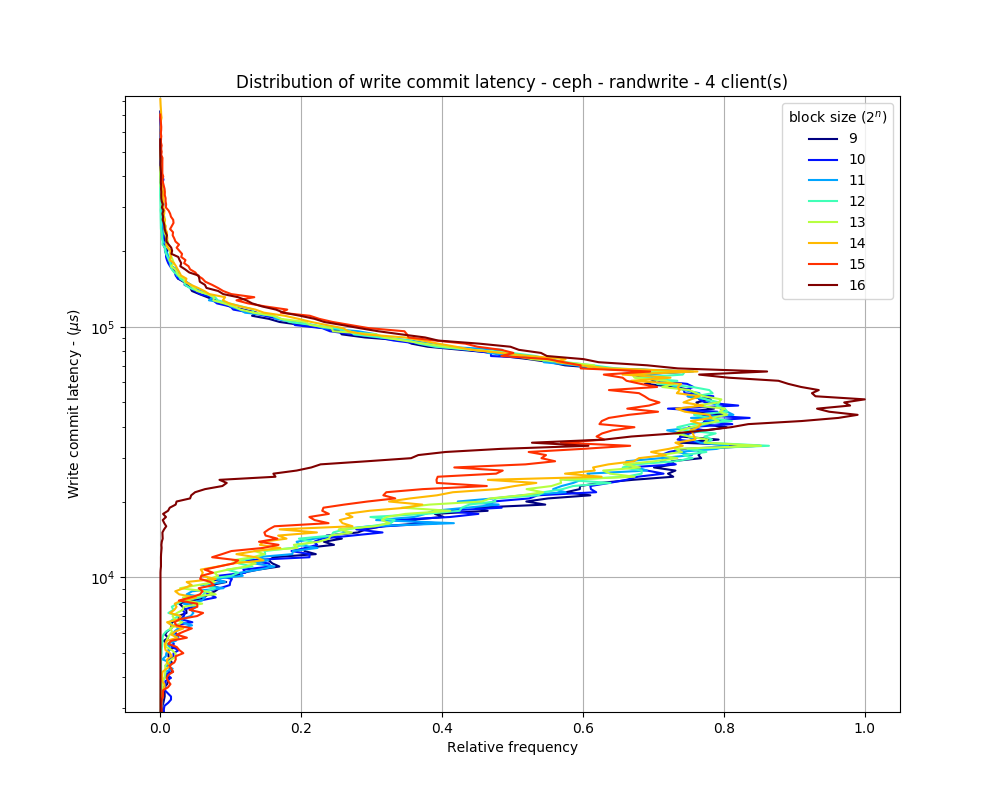 Distribution of write commit latency - ceph - randwrite - 4 client(s)
block size (2ⁿ)
9
10
11
12
13
14
15
16
Write commit latency - (μs)
10⁵
10⁴
0.0 0.2 0.4 0.6 0.8 1.0
Relative frequency